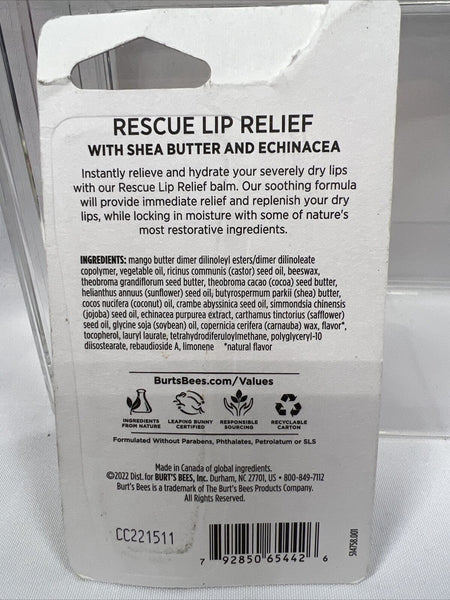 RESCUE LIP RELIEF
WITH SHEA BUTTER AND ECHINACEA
Instantly relieve and hydrate your severely dry lips
with our Rescue Lip Relief balm. Our soothing formula
will provide immediate relief and replenish your dry
lips, while locking in moisture with some of nature's
most restorative ingredients.
INGREDIENTS: mango butter dimer dilinoleyl esters/dimer dilinoleate
copolymer, vegetable oil, ricinus communis (castor) seed oil, beeswax,
theobroma grandiflorum seed butter, theobroma cacao (cocoa) seed butter,
helianthus annuus (sunflower) seed oil, butyrospermum parkii (shea) butter,
cocos nucifera (coconut) oil, crambe abyssinica seed oil, simmondsia chinensis
(jojoba) seed oil, echinacea purpurea extract, carthamus tinctorius (safflower)
seed oil, glycine soja (soybean) oil, copernicia cerifera (carnauba) wax, flavor*,
tocopherol, lauryl laurate, tetrahydrodiferuloylmethane, polyglyceryl-10
diisostearate, rebaudioside A, limonene *natural flavor
BurtsBees.com/Values
INGREDIENTS FROM NATURE
LEAPING BUNNY CERTIFIED
RESPONSIBLE SOURCING
RECYCLABLE CARTON
Formulated Without Parabens, Phthalates, Petrolatum or SLS
Made in Canada of global ingredients.
©2022 Dist. for BURT'S BEES, Inc. Durham, NC 27701, US • 800-849-7112
Burt's Bees is a trademark of The Burt's Bees Products Company.
All Rights Reserved.
CC221511
7 92850 65442 6
514758.001